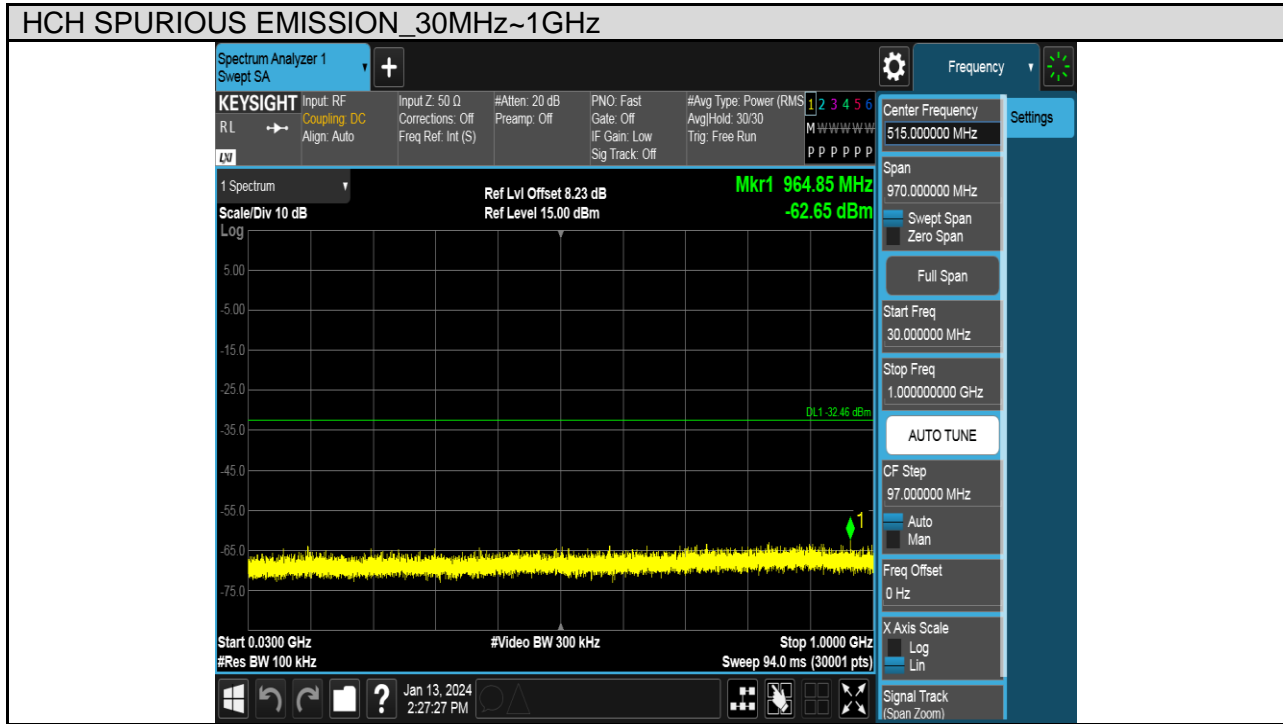 HCH SPURIOUS EMISSION_30MHz~1GHz
Spectrum Analyzer 1
Swept SA
+
Frequency
KEYSIGHT
RL
LXI
Input: RF
Coupling: DC
Align: Auto
Input Z: 50 Ω
Corrections: Off
Freq Ref: Int (S)
#Atten: 20 dB
Preamp: Off
PNO: Fast
Gate: Off
IF Gain: Low
Sig Track: Off
#Avg Type: Power (RMS
Avg|Hold: 30/30
Trig: Free Run
1 2 3 4 5 6
M W W W W W
P P P P P P
1 Spectrum
Scale/Div 10 dB
Ref Lvl Offset 8.23 dB
Ref Level 15.00 dBm
Mkr1 964.85 MHz
-62.65 dBm
Log
5.00
-5.00
-15.0
-25.0
DL1 -32.46 dBm
-35.0
-45.0
-55.0
1
-65.0
-75.0
Start 0.0300 GHz
#Video BW 300 kHz
Stop 1.0000 GHz
#Res BW 100 kHz
Sweep 94.0 ms (30001 pts)
?
Jan 13, 2024
2:27:27 PM
Center Frequency
515.000000 MHz
Settings
Span
970.000000 MHz
Swept Span
Zero Span
Full Span
Start Freq
30.000000 MHz
Stop Freq
1.000000000 GHz
AUTO TUNE
CF Step
97.000000 MHz
Auto
Man
Freq Offset
0 Hz
X Axis Scale
Log
Lin
Signal Track
(Span Zoom)